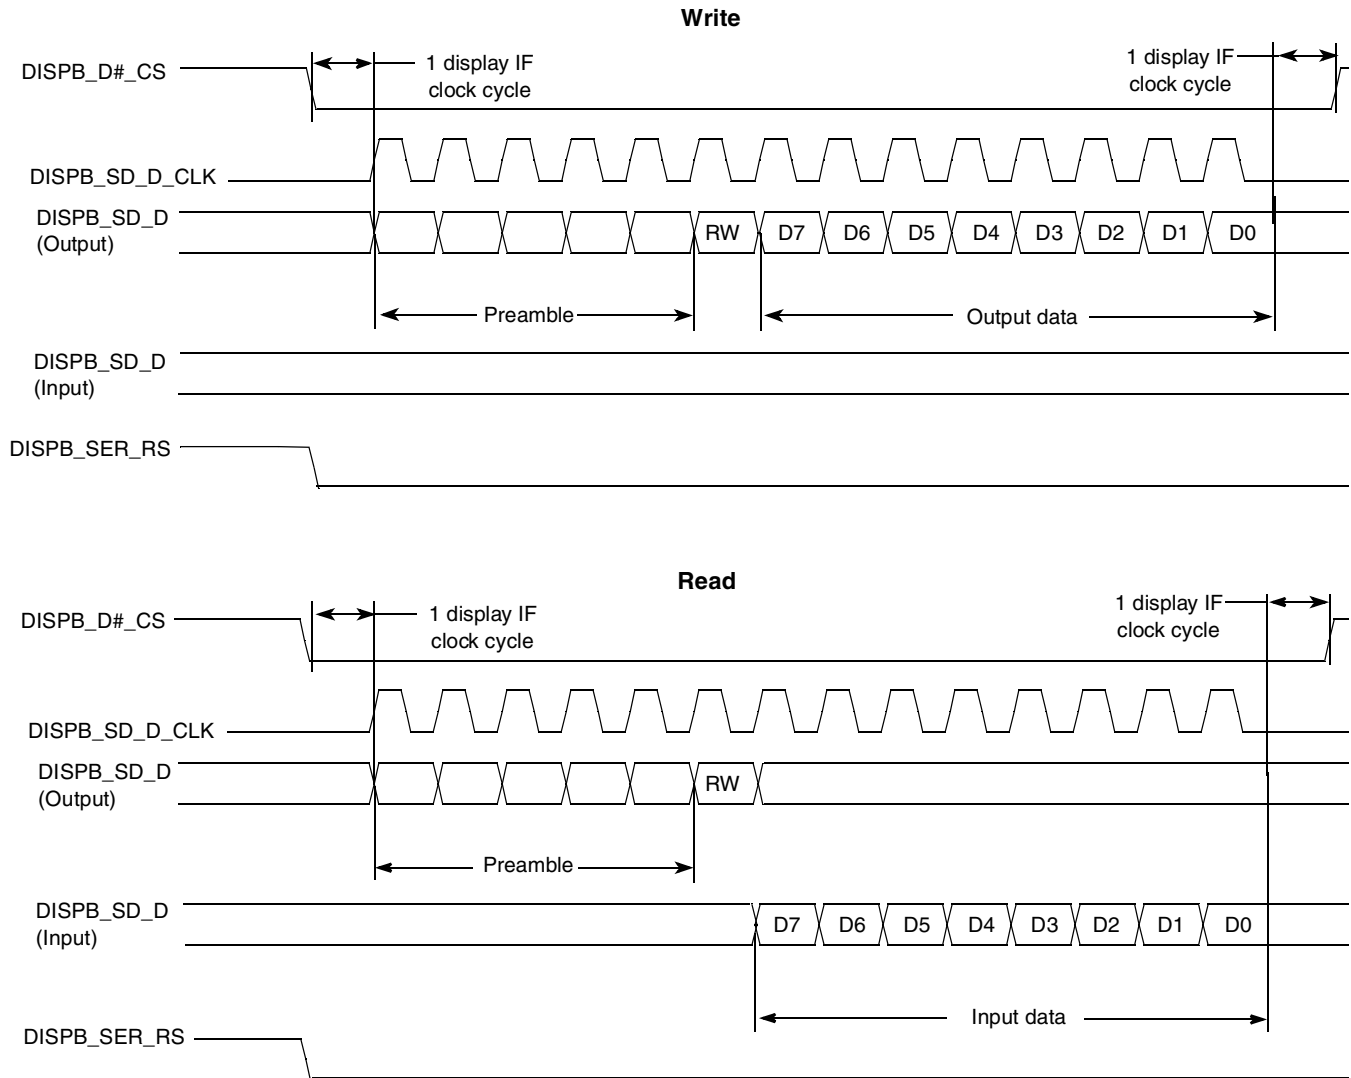 Write
DISPB_D#_CS
1 display IF
clock cycle
1 display IF
clock cycle
DISPB_SD_D_CLK
DISPB_SD_D
(Output)
RW D7 D6 D5 D4 D3 D2 D1 D0
Preamble
Output data
DISPB_SD_D
(Input)
DISPB_SER_RS
Read
DISPB_D#_CS
1 display IF
clock cycle
1 display IF
clock cycle
DISPB_SD_D_CLK
DISPB_SD_D
(Output)
RW
Preamble
DISPB_SD_D
(Input)
D7 D6 D5 D4 D3 D2 D1 D0
Input data
DISPB_SER_RS